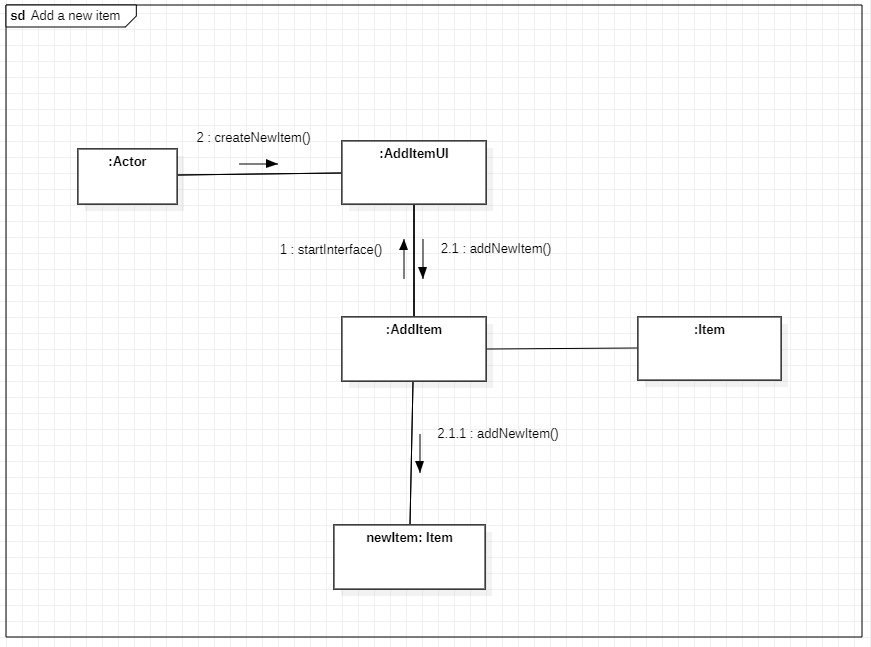 sd Add a new item
2 : createNewItem()
:Actor
:AddItemUI
1 : startInterface()
2.1 : addNewItem()
:AddItem
:Item
2.1.1 : addNewItem()
newItem: Item